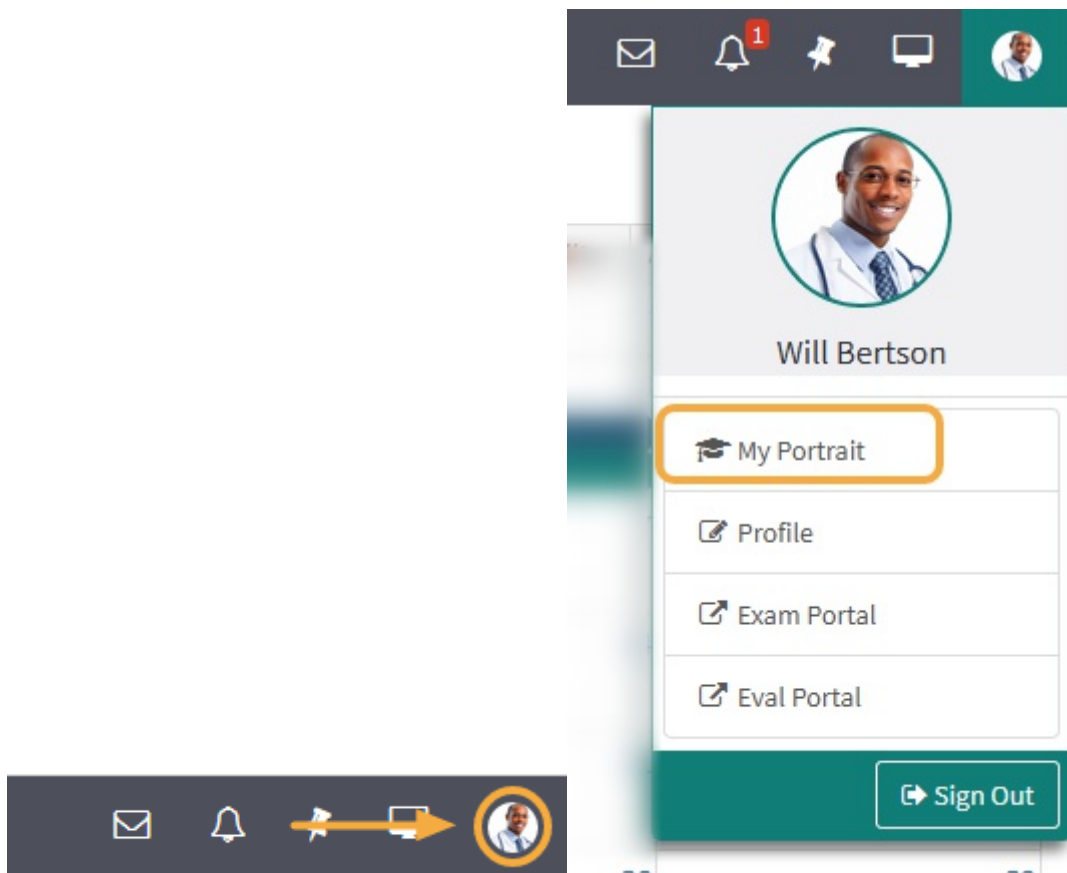 1
Will Bertson
My Portrait
Profile
Exam Portal
Eval Portal
Sign Out